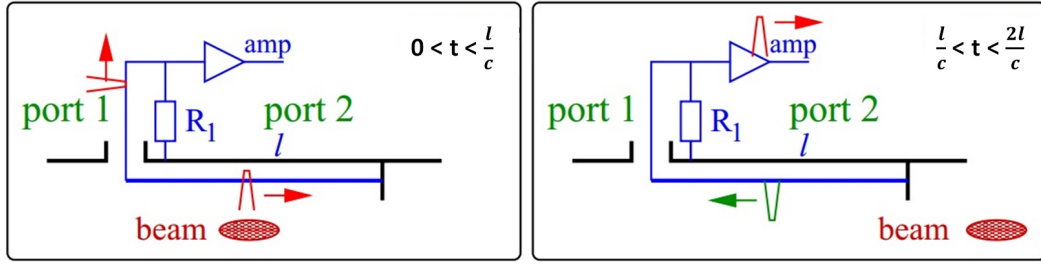 amp
0 < t < l/c
port 1
R1
port 2
l
beam
amp
l/c < t < 2l/c
port 1
R1
port 2
l
beam